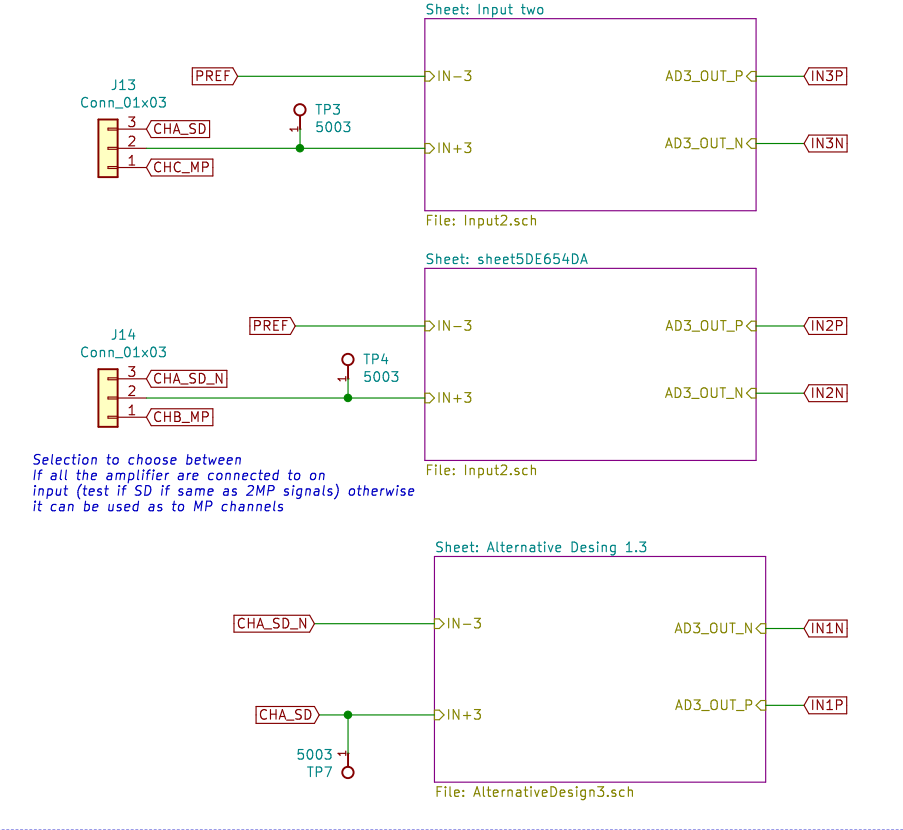 Sheet: Input two
PREF
IN-3
AD3_OUT_P
IN3P
J13
Conn_01x03
3
CHA_SD
2
1
CHC_MP
1
TP3
5003
IN+3
AD3_OUT_N
IN3N
File: Input2.sch
Sheet: sheet5DE654DA
PREF
IN-3
AD3_OUT_P
IN2P
J14
Conn_01x03
3
CHA_SD_N
2
1
CHB_MP
1
TP4
5003
IN+3
AD3_OUT_N
IN2N
File: Input2.sch
Selection to choose between
If all the amplifier are connected to on
input (test if SD if same as 2MP signals) otherwise
it can be used as to MP channels
Sheet: Alternative Desing 1.3
CHA_SD_N
IN-3
AD3_OUT_N
IN1N
CHA_SD
IN+3
AD3_OUT_P
IN1P
5003
1
TP7
File: AlternativeDesign3.sch